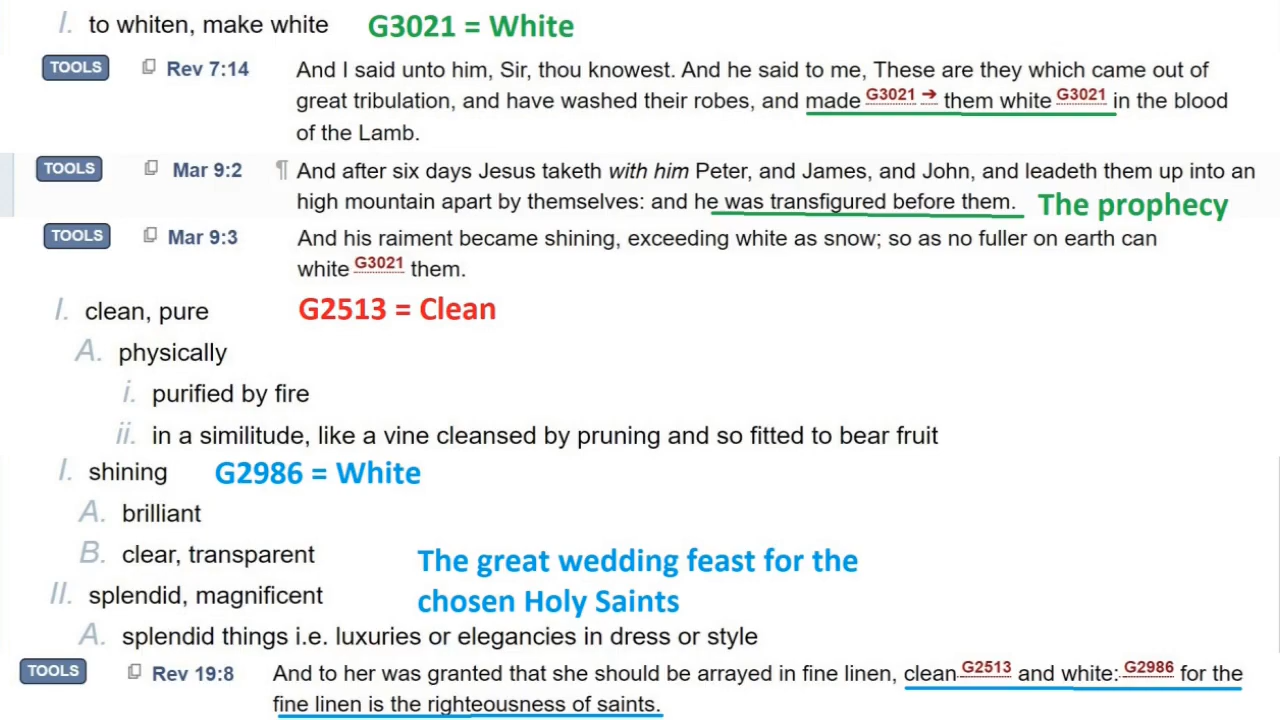 I. to whiten, make white G3021 = White
TOOLS Rev 7:14 And I said unto him, Sir, thou knowest. And he said to me, These are they which came out of
great tribulation, and have washed their robes, and made G3021 → them white G3021 in the blood
of the Lamb.
TOOLS Mar 9:2 ¶ And after six days Jesus taketh with him Peter, and James, and John, and leadeth them up into an
high mountain apart by themselves: and he was transfigured before them. The prophecy
TOOLS Mar 9:3 And his raiment became shining, exceeding white as snow; so as no fuller on earth can
white G3021 them.
I. clean, pure G2513 = Clean
A. physically
i. purified by fire
ii. in a similitude, like a vine cleansed by pruning and so fitted to bear fruit
I. shining G2986 = White
A. brilliant
B. clear, transparent
The great wedding feast for the
II. splendid, magnificent
chosen Holy Saints
A. splendid things i.e. luxuries or elegancies in dress or style
TOOLS Rev 19:8 And to her was granted that she should be arrayed in fine linen, clean G2513 and white: G2986 for the
fine linen is the righteousness of saints.